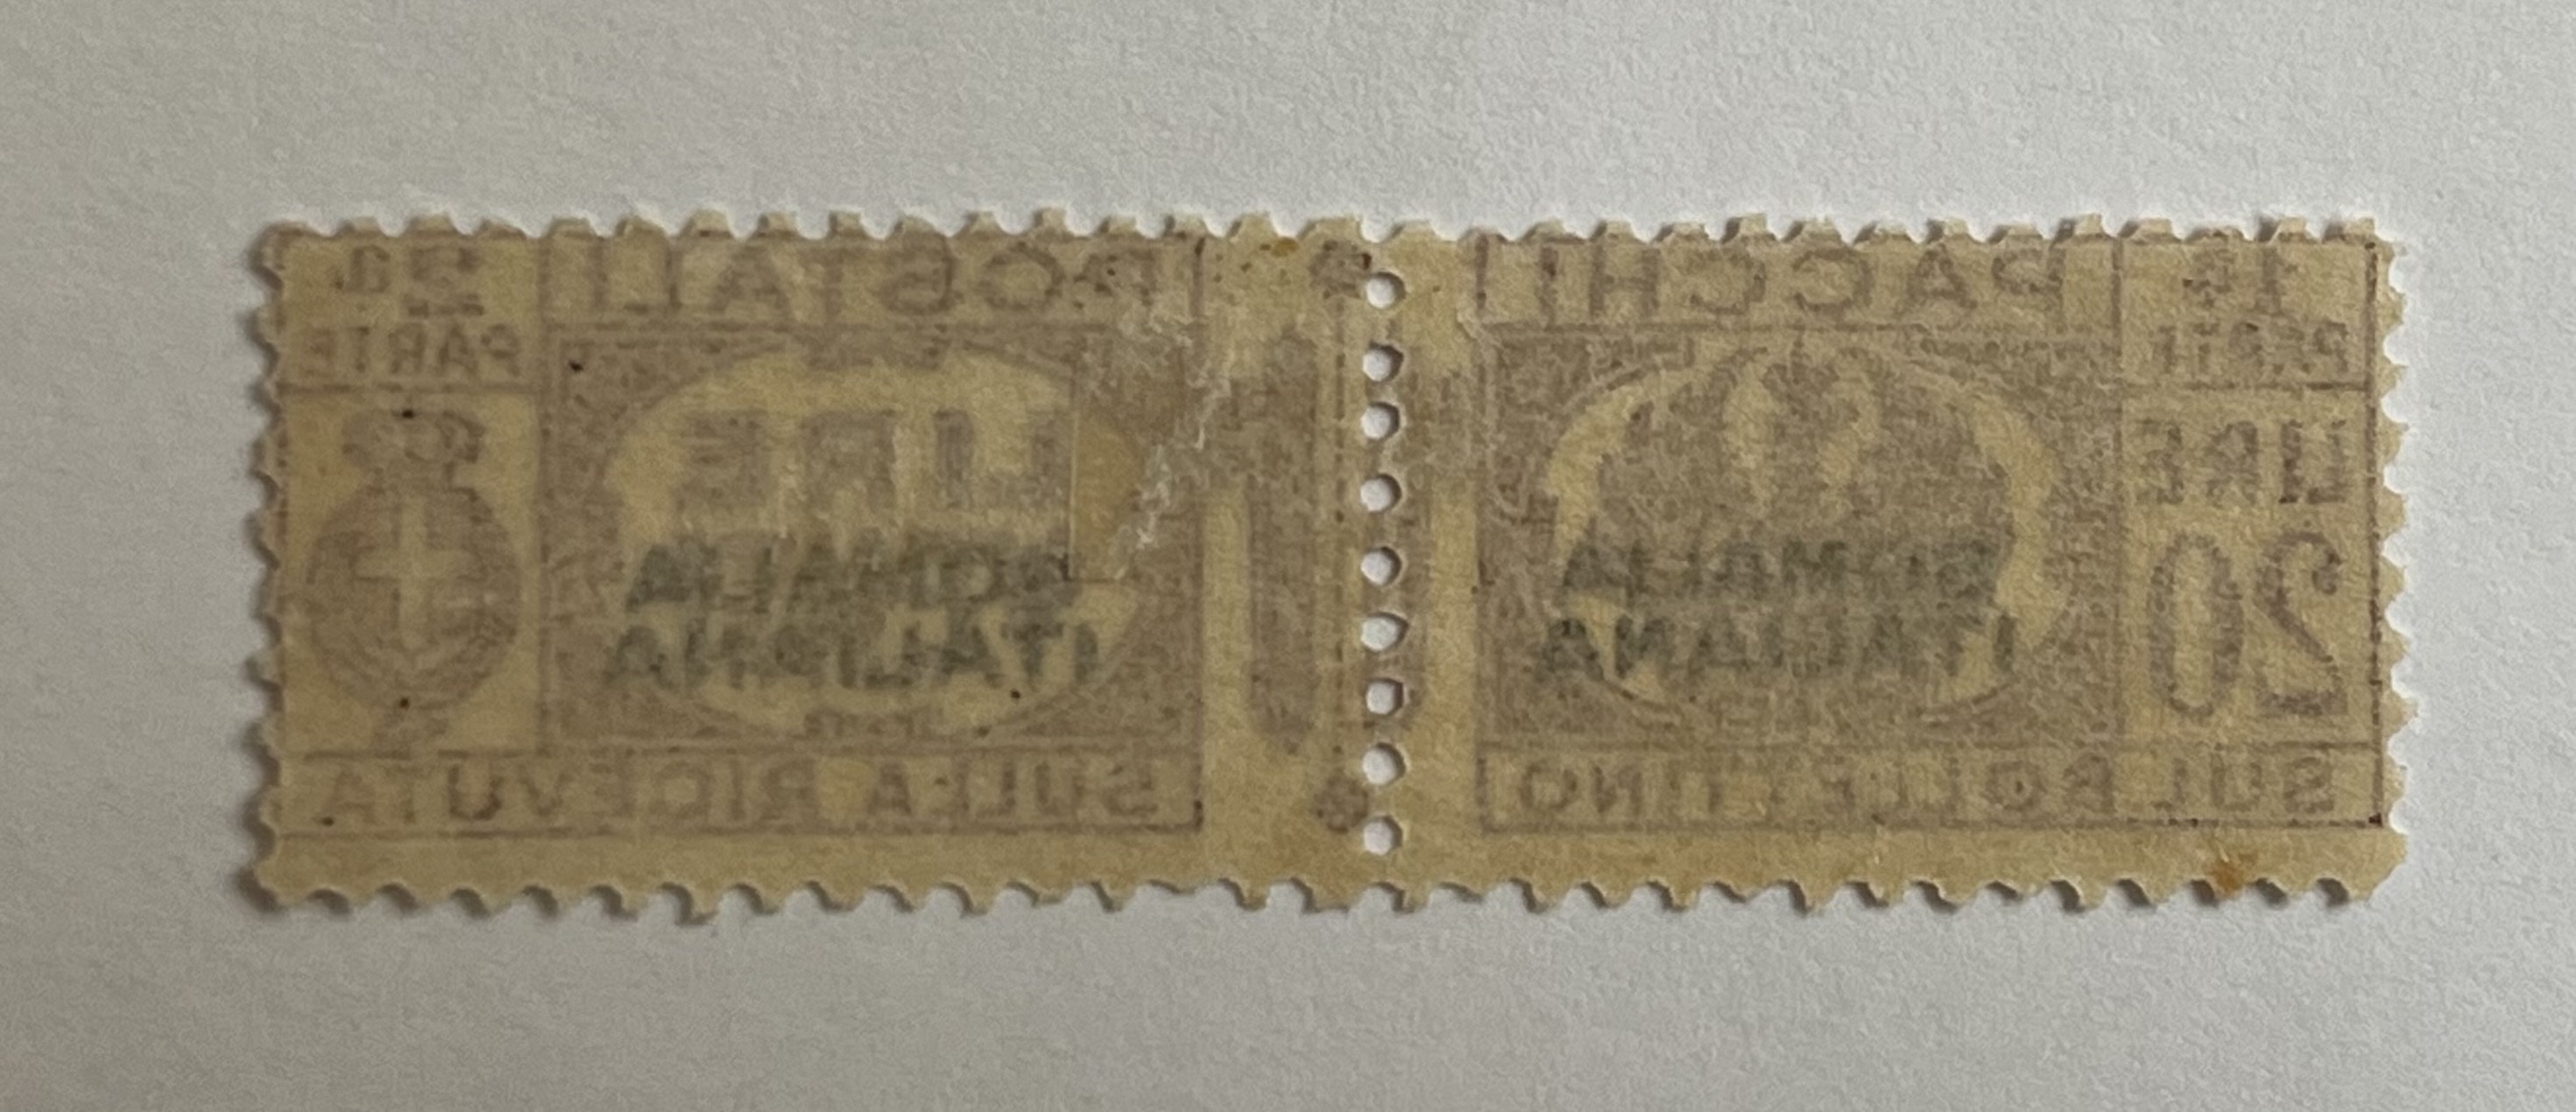 2a
PARTE
POSTALI
LIRE
SOMALIA
ITALIANA
SULLA RICEVUTA
PACCHI
1a
PARTE
LIRE
20
SOMALIA
ITALIANA
SUL BOLLETTINO